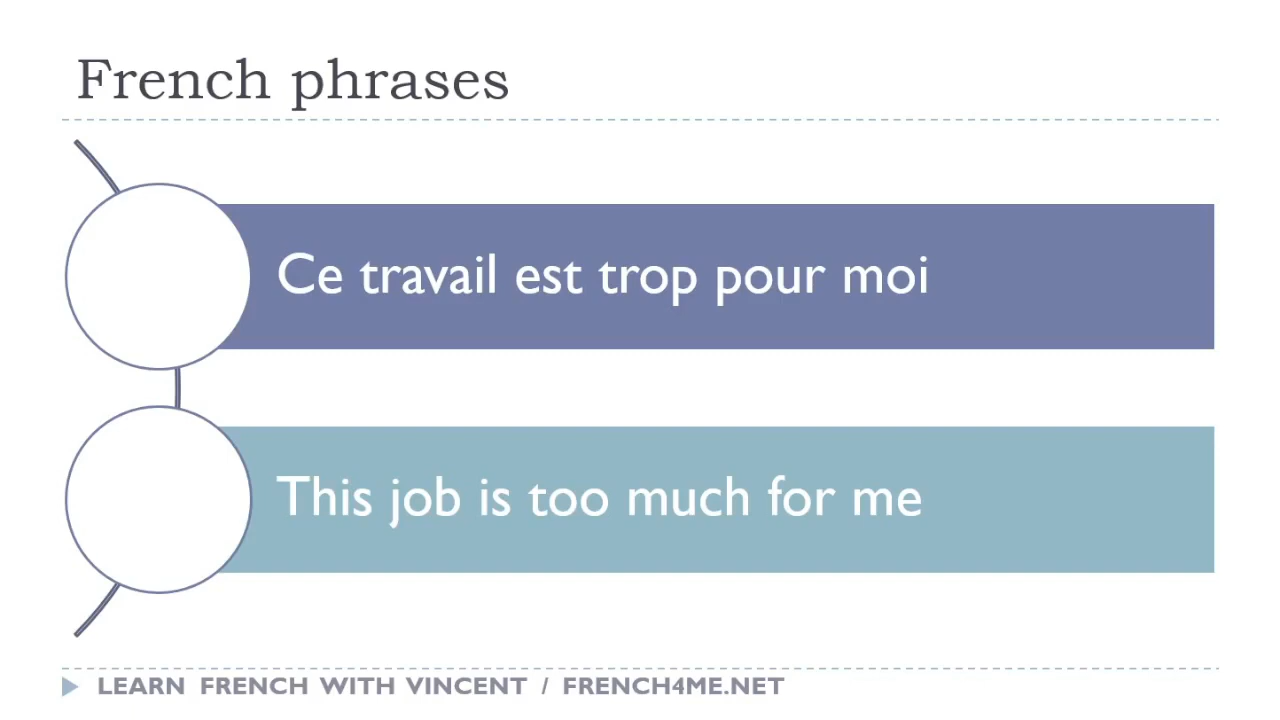 French phrases
Ce travail est trop pour moi
This job is too much for me
LEARN FRENCH WITH VINCENT / FRENCH4ME.NET